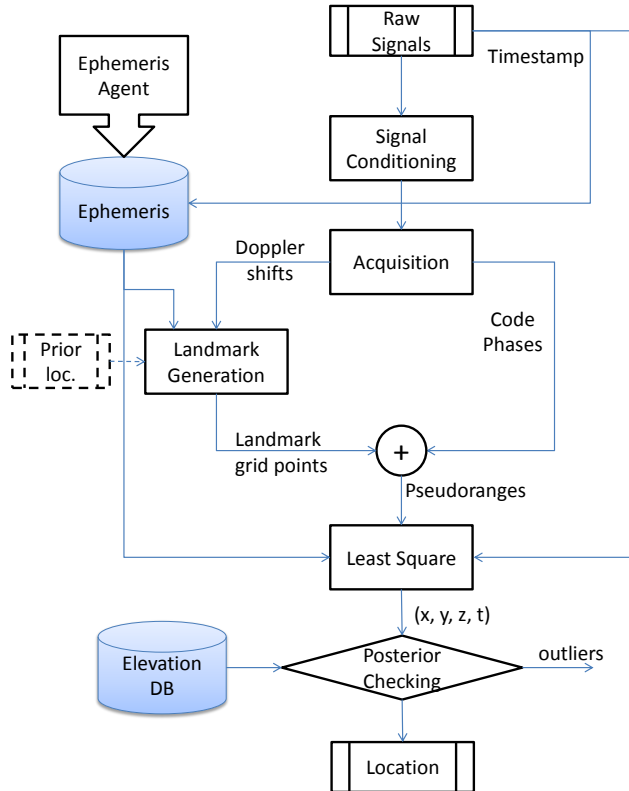 Raw
Signals
Timestamp
Ephemeris
Agent
Signal
Conditioning
Ephemeris
Doppler
shifts
Acquisition
Code
Phases
Prior
loc.
Landmark
Generation
Landmark
grid points
+
Pseudoranges
Least Square
(x, y, z, t)
Elevation
DB
Posterior
Checking
outliers
Location